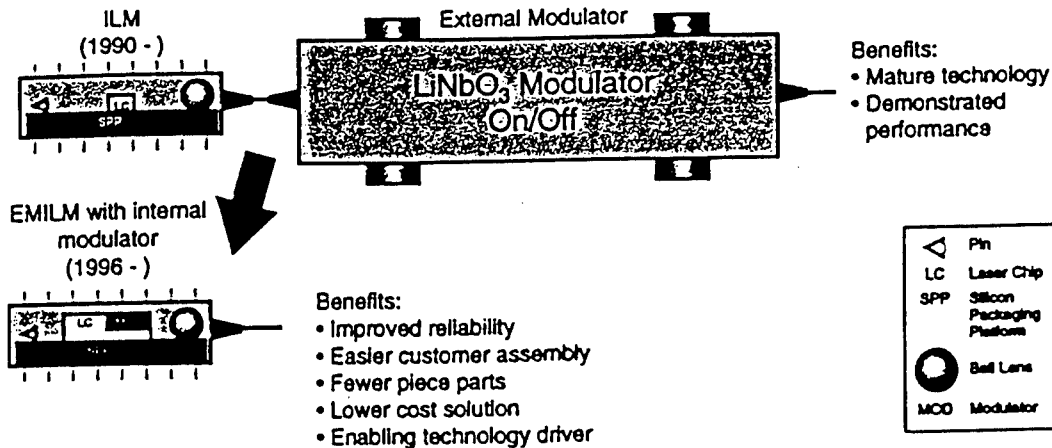 ILM
(1990 - )
External Modulator
LiNbO₃ Modulator
On/Off
LC
SPP
Benefits:
• Mature technology
• Demonstrated
performance
EMILM with internal
modulator
(1996 - )
LC
Benefits:
• Improved reliability
• Easier customer assembly
• Fewer piece parts
• Lower cost solution
• Enabling technology driver
Pin
LC Laser Chip
SPP Silicon
Packaging
Platform
Ball Lens
Modulator